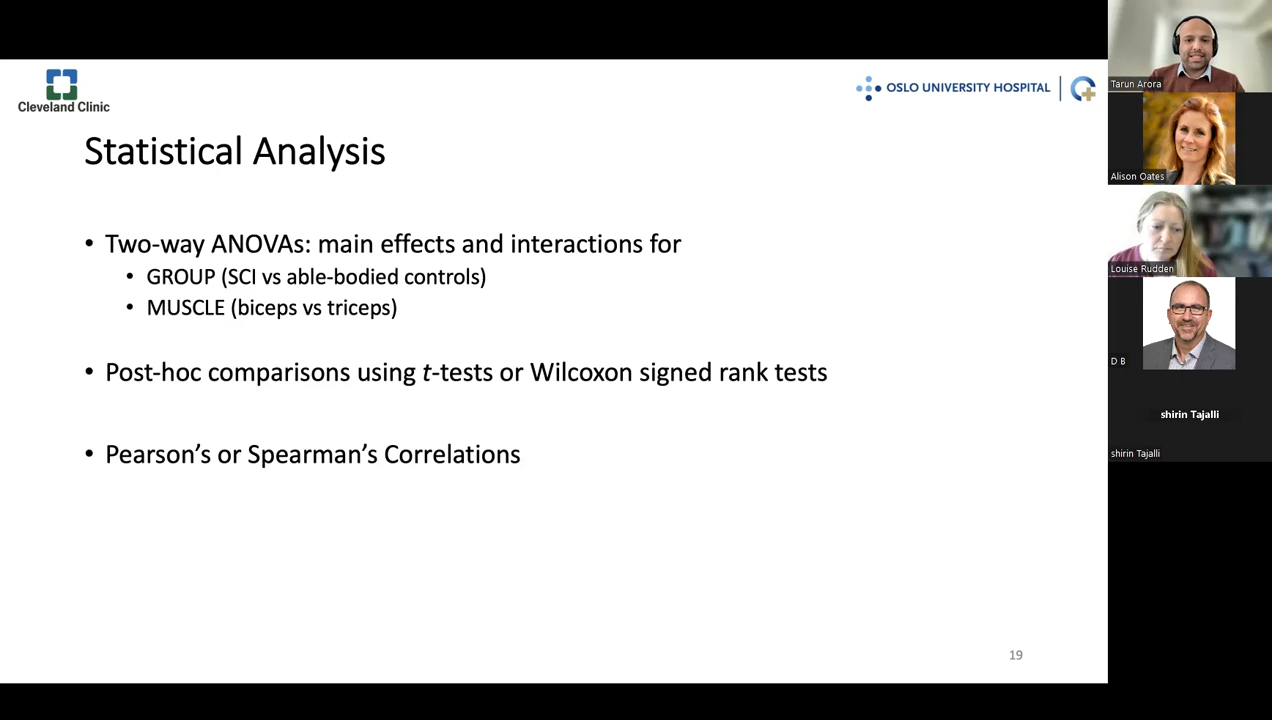 Cleveland Clinic
OSLO UNIVERSITY HOSPITAL
Statistical Analysis
• Two-way ANOVAs: main effects and interactions for
• GROUP (SCI vs able-bodied controls)
• MUSCLE (biceps vs triceps)
• Post-hoc comparisons using t-tests or Wilcoxon signed rank tests
• Pearson’s or Spearman’s Correlations
19
Tarun Arora
Alison Oates
Louise Rudden
D B
shirin Tajalli
shirin Tajalli